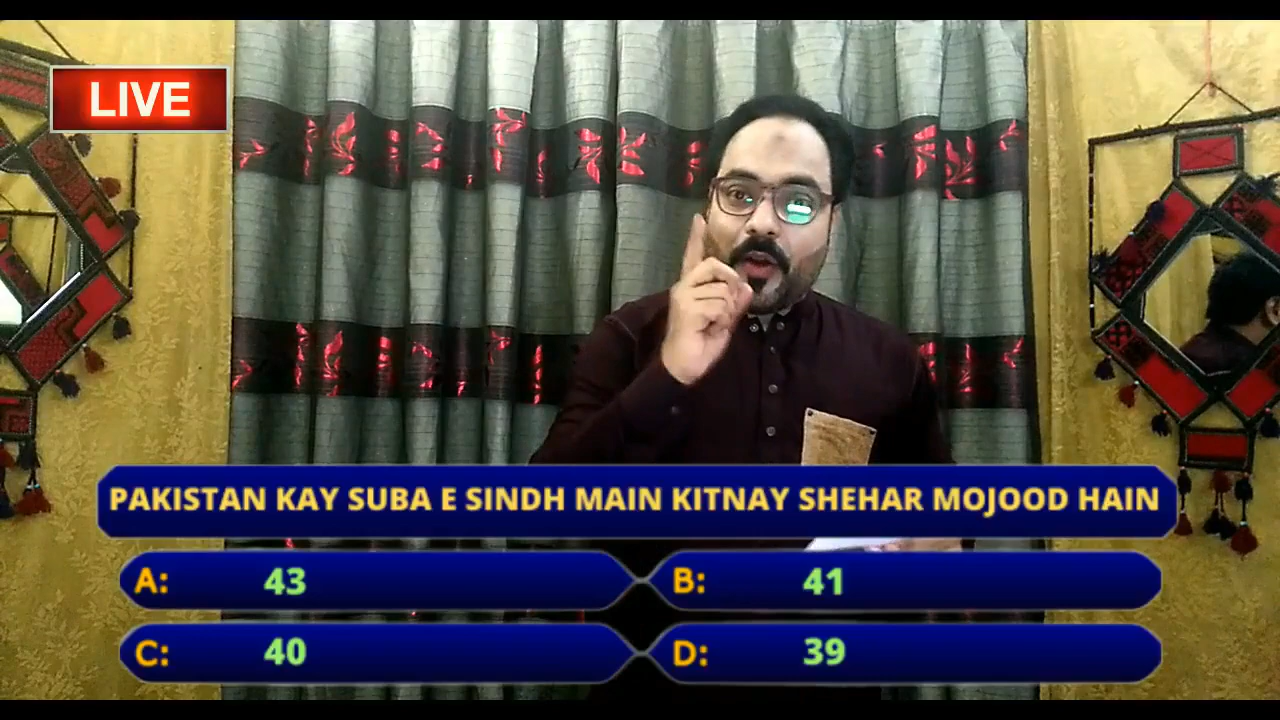 LIVE
PAKISTAN KAY SUBA E SINDH MAIN KITNAY SHEHAR MOJOOD HAIN
A: 43
B: 41
C: 40
D: 39